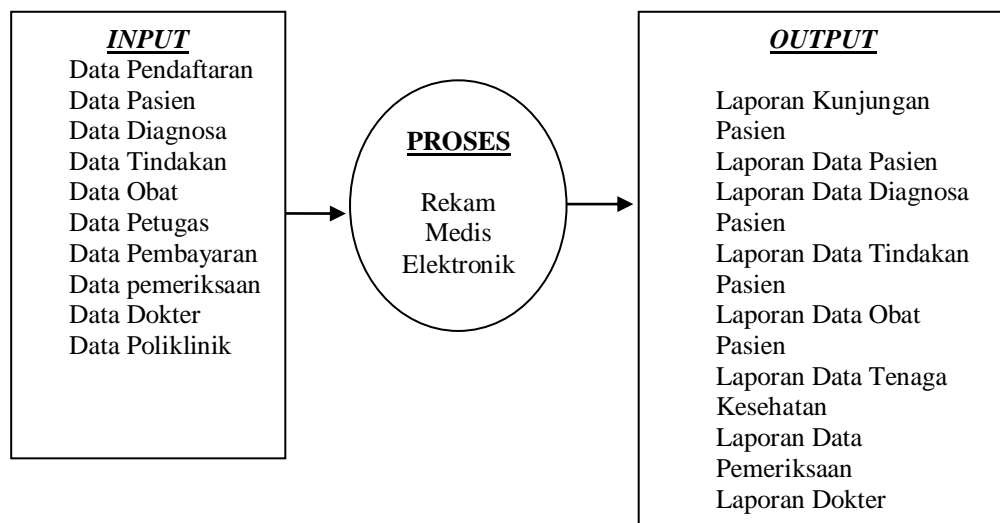 INPUT
Data Pendaftaran
Data Pasien
Data Diagnosa
Data Tindakan
Data Obat
Data Petugas
Data Pembayaran
Data pemeriksaan
Data Dokter
Data Poliklinik
PROSES
Rekam
Medis
Elektronik
OUTPUT
Laporan Kunjungan
Pasien
Laporan Data Pasien
Laporan Data Diagnosa
Pasien
Laporan Data Tindakan
Pasien
Laporan Data Obat
Pasien
Laporan Data Tenaga
Kesehatan
Laporan Data
Pemeriksaan
Laporan Dokter